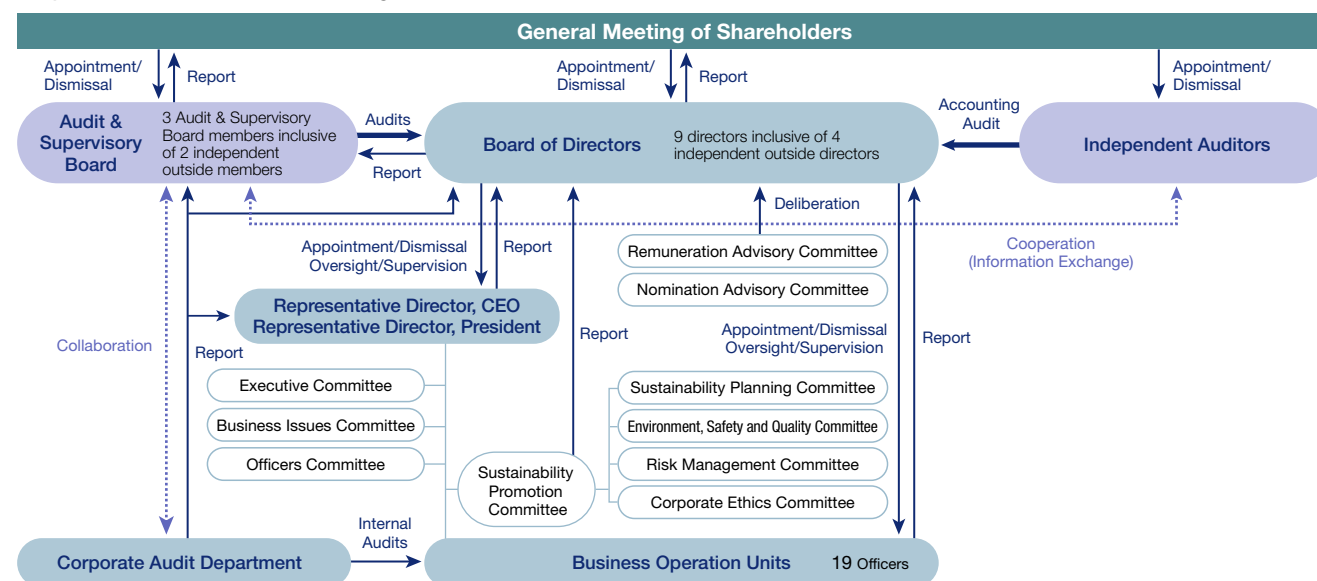 General Meeting of Shareholders
Appointment/
Dismissal
Report
Appointment/
Dismissal
Report
Appointment/
Dismissal
Audit &
Supervisory
Board
3 Audit & Supervisory
Board members inclusive
of 2 independent
outside members
Audits
Report
Board of Directors
9 directors inclusive of 4
independent outside directors
Accounting
Audit
Independent Auditors
Deliberation
Cooperation
(Information Exchange)
Appointment/Dismissal
Oversight/Supervision
Report
Remuneration Advisory Committee
Nomination Advisory Committee
Representative Director, CEO
Representative Director, President
Collaboration
Report
Report
Appointment/Dismissal
Oversight/Supervision
Report
Executive Committee
Business Issues Committee
Officers Committee
Sustainability
Promotion
Committee
Sustainability Planning Committee
Environment, Safety and Quality Committee
Risk Management Committee
Corporate Ethics Committee
Corporate Audit Department
Internal
Audits
Business Operation Units
19 Officers